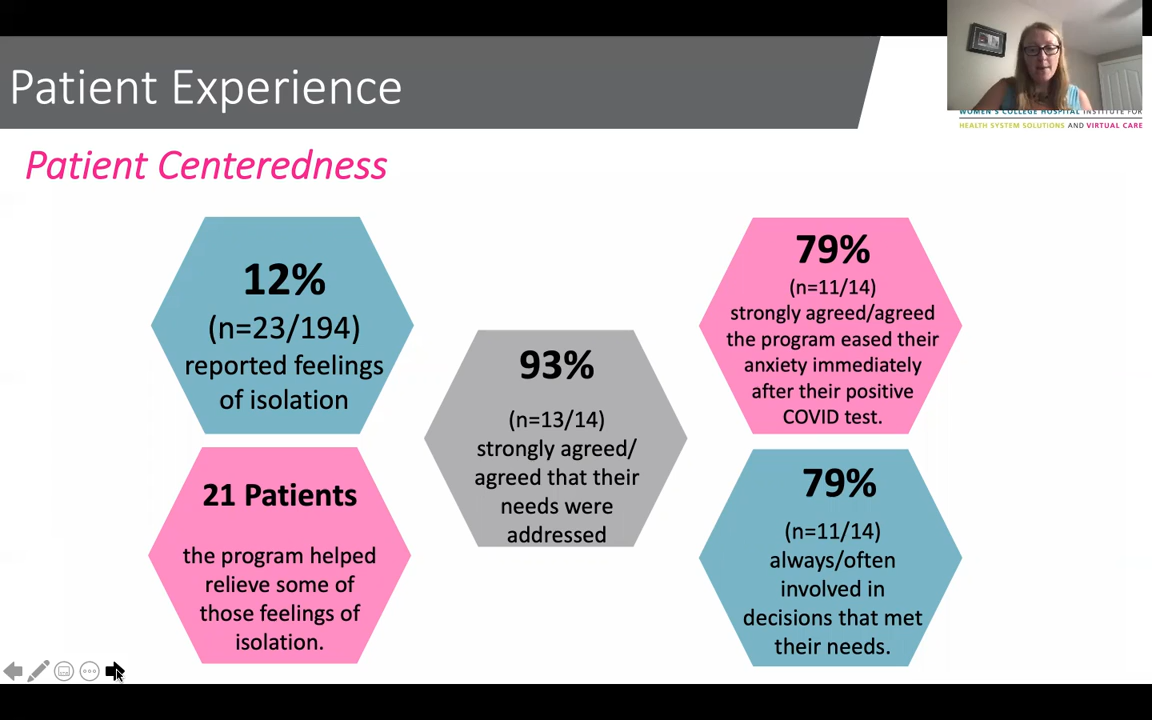 Patient Experience
WOMEN'S COLLEGE HOSPITAL INSTITUTE FOR
HEALTH SYSTEM SOLUTIONS AND VIRTUAL CARE
Patient Centeredness
12%
(n=23/194)
reported feelings
of isolation
21 Patients
the program helped
relieve some of
those feelings of
isolation.
93%
(n=13/14)
strongly agreed/
agreed that their
needs were
addressed
79%
(n=11/14)
strongly agreed/agreed
the program eased their
anxiety immediately
after their positive
COVID test.
79%
(n=11/14)
always/often
involved in
decisions that met
their needs.